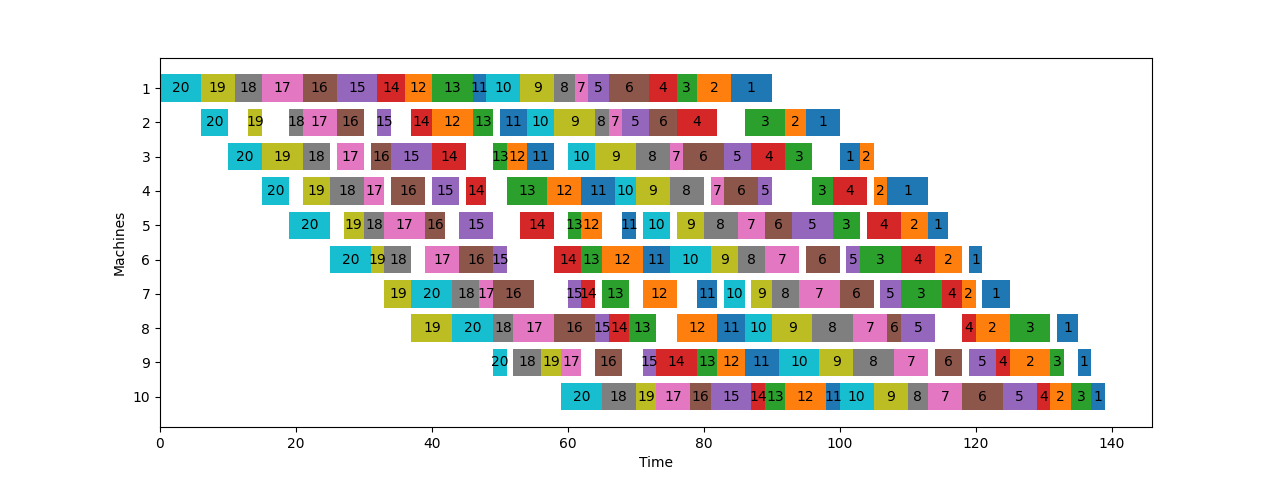 1 20 19 18 17 16 15 14 12 13 11 10 9 8 7 5 6 4 3 2 1
2 20 19 18 17 16 15 14 12 13 11 10 9 8 7 5 6 4 3 2 1
3 20 19 18 17 16 15 14 13 12 11 10 9 8 7 6 5 4 3 1 2
4 20 19 18 17 16 15 14 13 12 11 10 9 8 7 6 5 3 4 2 1
5 20 19 18 17 16 15 14 13 12 11 10 9 8 7 6 5 3 4 2 1
6 20 19 18 17 16 15 14 13 12 11 10 9 8 7 6 5 3 4 2 1
7 19 20 18 17 16 15 14 13 12 11 10 9 8 7 6 5 3 4 2 1
8 19 20 18 17 16 15 14 13 12 11 10 9 8 7 6 5 4 2 3 1
9 20 18 19 17 16 15 14 13 12 11 10 9 8 7 6 5 4 2 3 1
10 20 18 19 17 16 15 14 13 12 11 10 9 8 7 6 5 4 2 3 1
Machines
0 20 40 60 80 100 120 140
Time